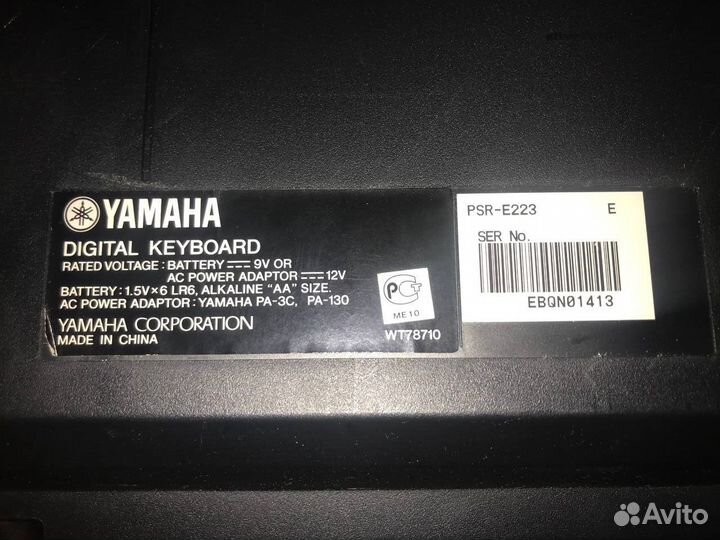 YAMAHA
DIGITAL KEYBOARD
RATED VOLTAGE : BATTERY ⎓ 9V OR
AC POWER ADAPTOR ⎓ 12V
BATTERY : 1.5V×6 LR6, ALKALINE "AA" SIZE.
AC POWER ADAPTOR : YAMAHA PA-3C, PA-130
YAMAHA CORPORATION
MADE IN CHINA
РСТ
ME10
WT78710
PSR-E223 E
SER No.
EBQN01413
Avito